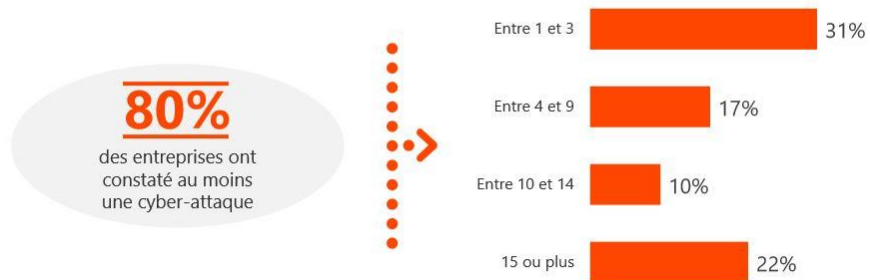 80%
des entreprises ont
constaté au moins
une cyber-attaque
Entre 1 et 3 31%
Entre 4 et 9 17%
Entre 10 et 14 10%
15 ou plus 22%